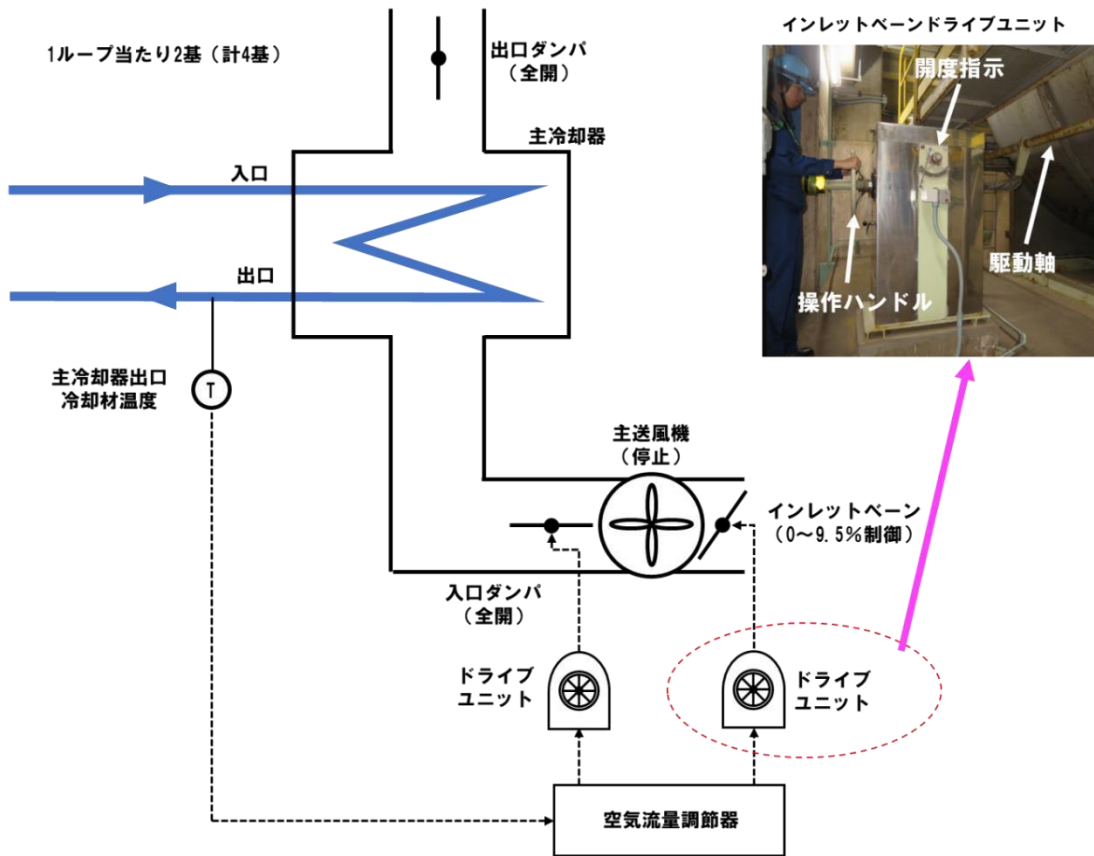 1ループ当たり2基(計4基)
出口ダンパ
(全開)
インレットベーンドライブユニット
開度指示
駆動軸
操作ハンドル
主冷却器
入口
出口
主冷却器出口
冷却材温度
T
主送風機
(停止)
インレットベーン
(0～9.5%制御)
入口ダンパ
(全開)
ドライブ
ユニット
ドライブ
ユニット
空気流量調節器